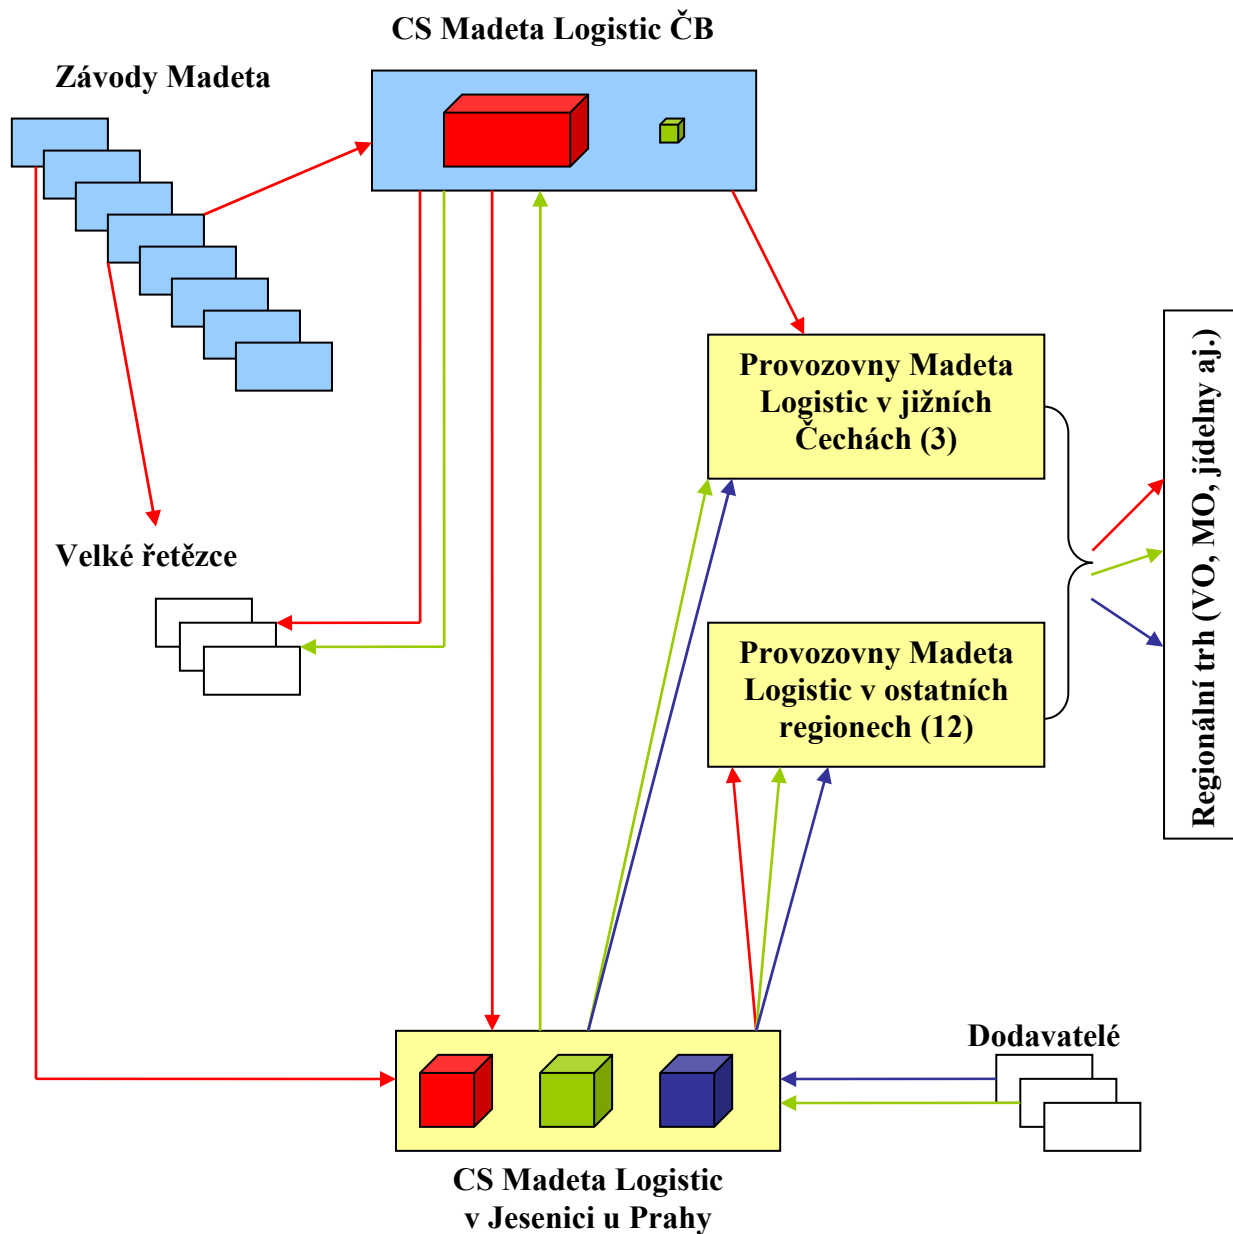 CS Madeta Logistic ČB
Závody Madeta
Provozovny Madeta
Logistic v jižních
Čechách (3)
Velké řetězce
Provozovny Madeta
Logistic v ostatních
regionech (12)
Regionální trh (VO, MO, jídelny aj.)
Dodavatelé
CS Madeta Logistic
v Jesenici u Prahy